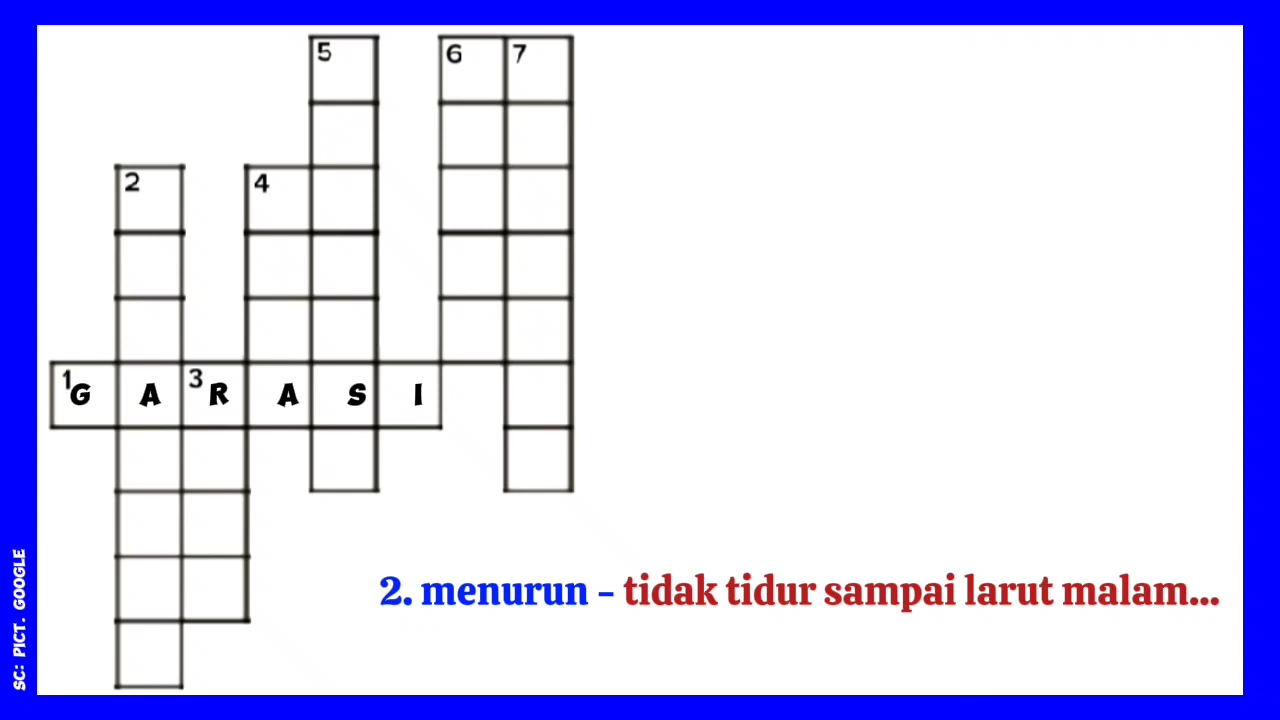 5 6 7
2 4
1 G A 3 R A S I
2. menurun - tidak tidur sampai larut malam...
SC: PICT. GOOGLE